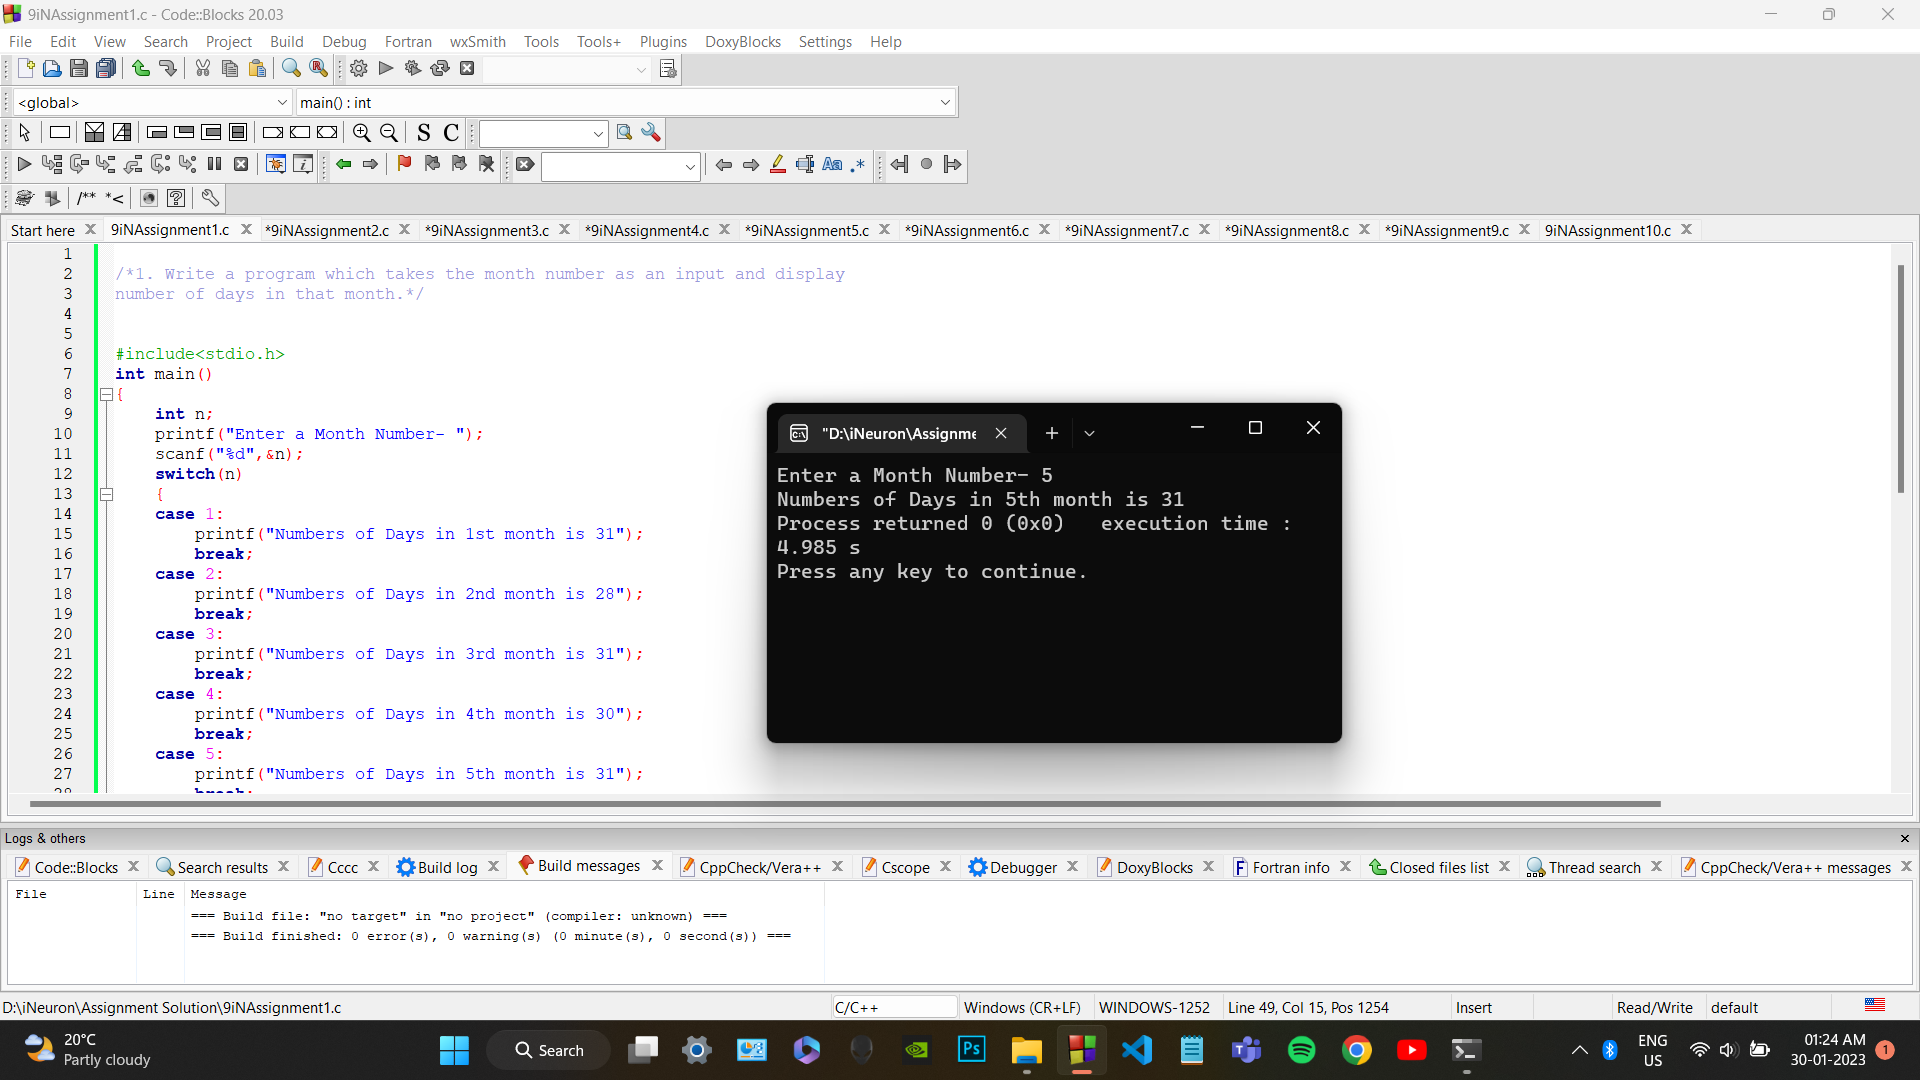 9iNAssignment1.c - Code::Blocks 20.03
File Edit View Search Project Build Debug Fortran wxSmith Tools Tools+ Plugins DoxyBlocks Settings Help
<global> main() : int
S C
Aa .*
/** *<
Start here 9iNAssignment1.c *9iNAssignment2.c *9iNAssignment3.c *9iNAssignment4.c *9iNAssignment5.c *9iNAssignment6.c *9iNAssignment7.c *9iNAssignment8.c *9iNAssignment9.c 9iNAssignment10.c
1
2 /*1. Write a program which takes the month number as an input and display
3 number of days in that month.*/
4
5
6 #include<stdio.h>
7 int main()
8 {
9 int n;
10 printf("Enter a Month Number- ");
11 scanf("%d",&n);
12 switch(n)
13 {
14 case 1:
15 printf("Numbers of Days in 1st month is 31");
16 break;
17 case 2:
18 printf("Numbers of Days in 2nd month is 28");
19 break;
20 case 3:
21 printf("Numbers of Days in 3rd month is 31");
22 break;
23 case 4:
24 printf("Numbers of Days in 4th month is 30");
25 break;
26 case 5:
27 printf("Numbers of Days in 5th month is 31");
28 break;
"D:\iNeuron\Assignme
Enter a Month Number- 5
Numbers of Days in 5th month is 31
Process returned 0 (0x0) execution time :
4.985 s
Press any key to continue.
Logs & others
Code::Blocks Search results Cccc Build log Build messages CppCheck/Vera++ Cscope Debugger DoxyBlocks Fortran info Closed files list Thread search CppCheck/Vera++ messages
File Line Message
=== Build file: "no target" in "no project" (compiler: unknown) ===
=== Build finished: 0 error(s), 0 warning(s) (0 minute(s), 0 second(s)) ===
D:\iNeuron\Assignment Solution\9iNAssignment1.c C/C++ Windows (CR+LF) WINDOWS-1252 Line 49, Col 15, Pos 1254 Insert Read/Write default
20°C
Partly cloudy
Search
Ps
ENG
US
01:24 AM
30-01-2023
1